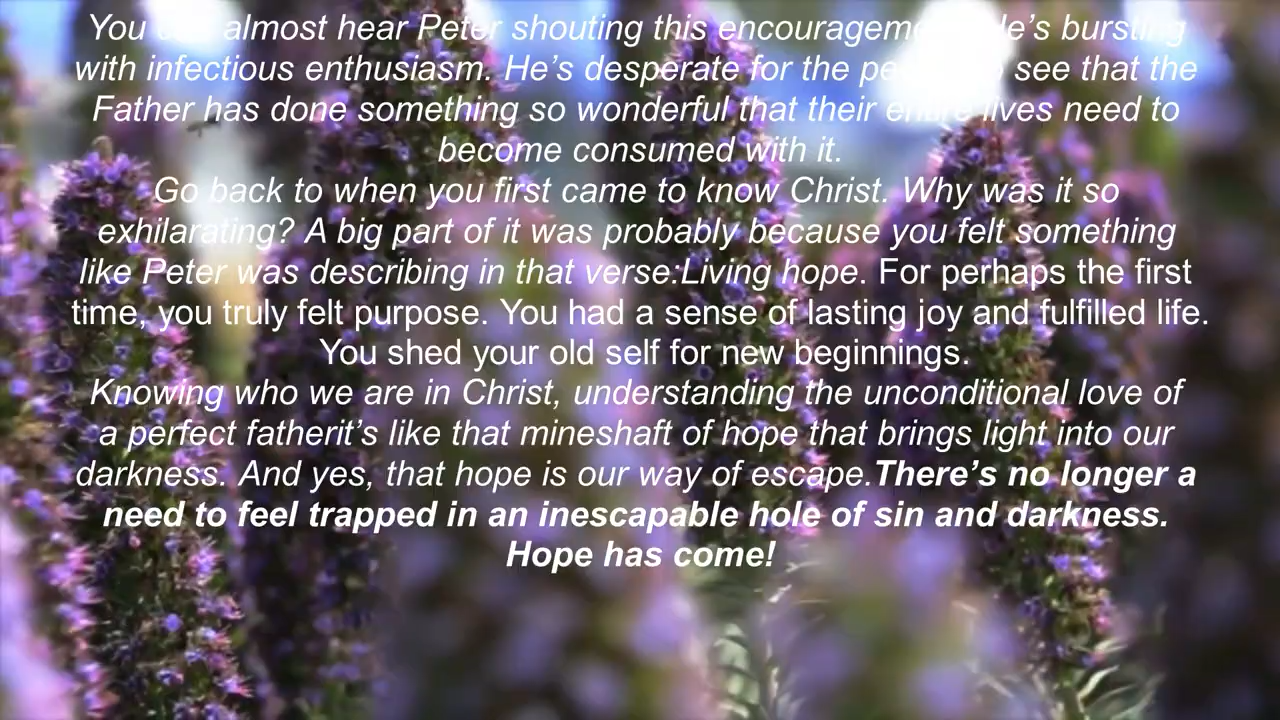 You can almost hear Peter shouting this encouragement. He’s bursting
with infectious enthusiasm. He’s desperate for the people to see that the
Father has done something so wonderful that their entire lives need to
become consumed with it.
Go back to when you first came to know Christ. Why was it so
exhilarating? A big part of it was probably because you felt something
like Peter was describing in that verse:Living hope. For perhaps the first
time, you truly felt purpose. You had a sense of lasting joy and fulfilled life.
You shed your old self for new beginnings.
Knowing who we are in Christ, understanding the unconditional love of
a perfect fatherit’s like that mineshaft of hope that brings light into our
darkness. And yes, that hope is our way of escape.There’s no longer a
need to feel trapped in an inescapable hole of sin and darkness.
Hope has come!